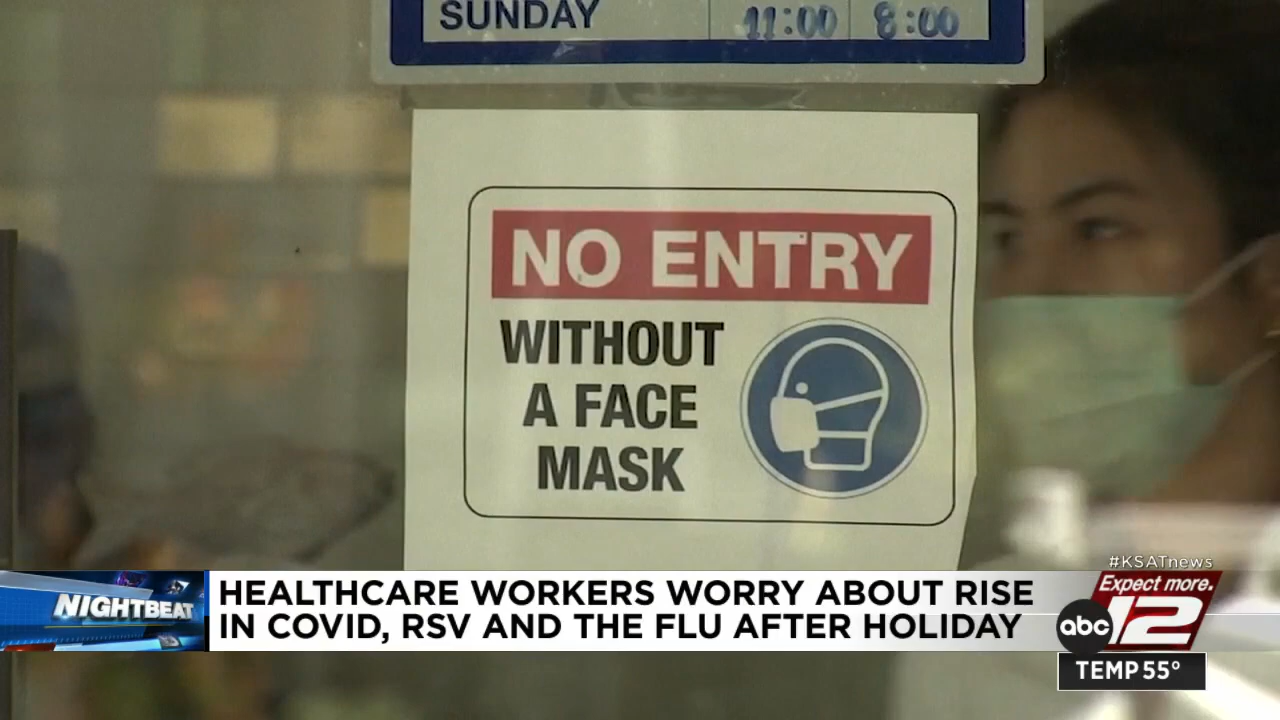 SUNDAY 11:00 8:00
NO ENTRY
WITHOUT
A FACE
MASK
#KSATnews
NIGHTBEAT
HEALTHCARE WORKERS WORRY ABOUT RISE
IN COVID, RSV AND THE FLU AFTER HOLIDAY
Expect more.
abc 12
TEMP 55°